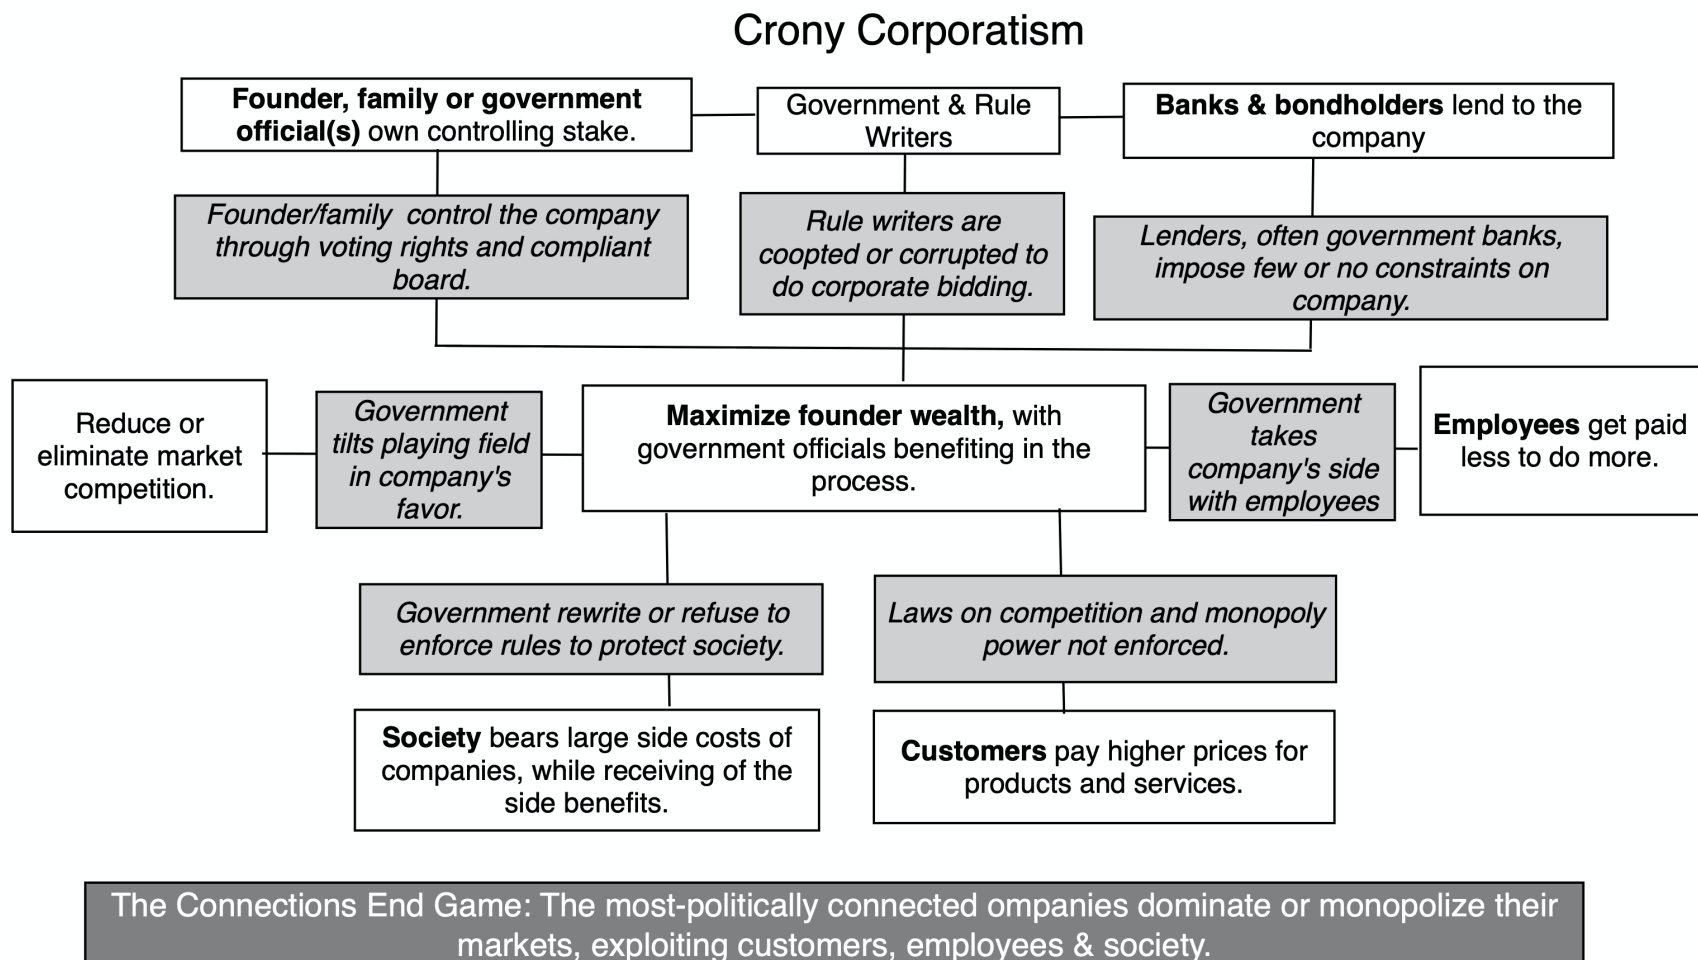 Crony Corporatism
Founder, family or government
official(s) own controlling stake.
Government & Rule
Writers
Banks & bondholders lend to the
company
Founder/family control the company
through voting rights and compliant
board.
Rule writers are
coopted or corrupted to
do corporate bidding.
Lenders, often government banks,
impose few or no constraints on
company.
Reduce or
eliminate market
competition.
Government
tilts playing field
in company's
favor.
Maximize founder wealth, with
government officials benefiting in the
process.
Government
takes
company's side
with employees
Employees get paid
less to do more.
Government rewrite or refuse to
enforce rules to protect society.
Laws on competition and monopoly
power not enforced.
Society bears large side costs of
companies, while receiving of the
side benefits.
Customers pay higher prices for
products and services.
The Connections End Game: The most-politically connected ompanies dominate or monopolize their
markets, exploiting customers, employees & society.